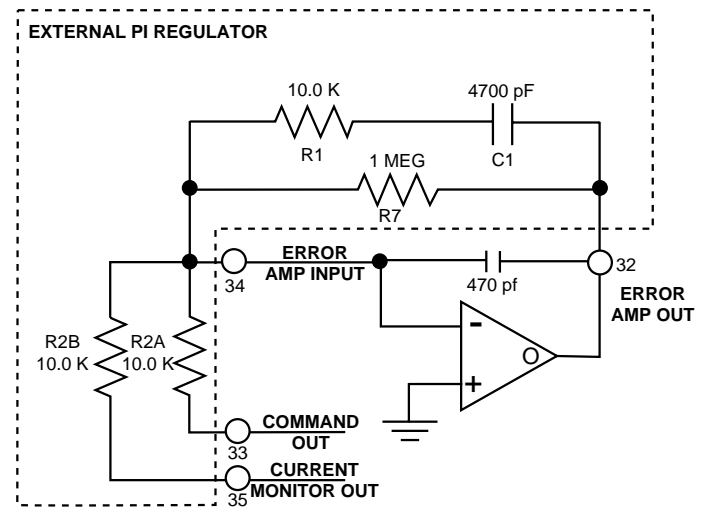 EXTERNAL PI REGULATOR
10.0 K
R1
4700 pF
C1
1 MEG
R7
34
ERROR
AMP INPUT
470 pf
32
ERROR
AMP OUT
R2B
10.0 K
R2A
10.0 K
-
+
O
33
COMMAND
OUT
35
CURRENT
MONITOR OUT